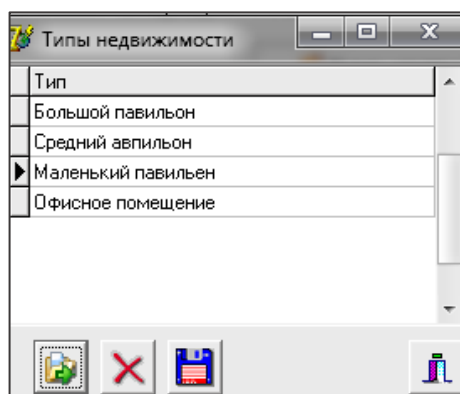 Типы недвижимости
Тип
Большой павильон
Средний авпильон
Маленький павильен
Офисное помещение